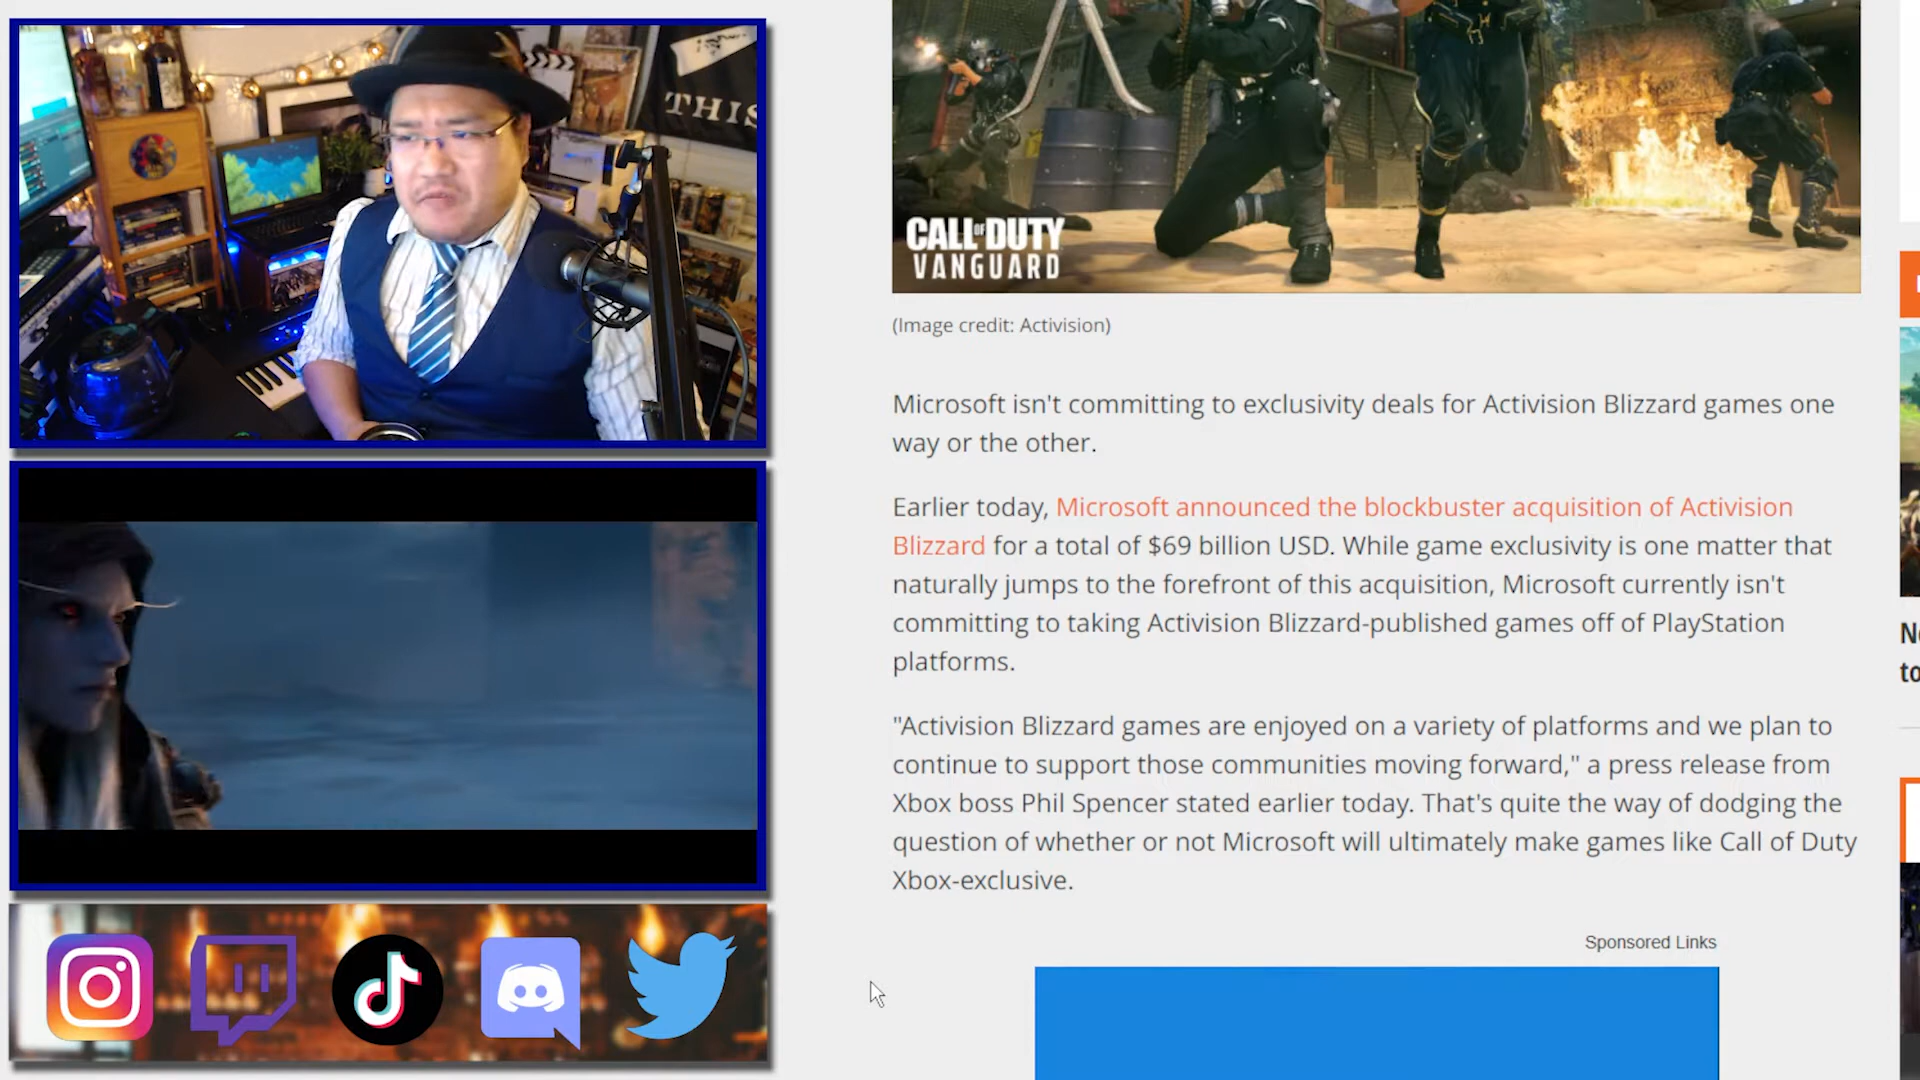 THIS
CALL OF DUTY
VANGUARD
(Image credit: Activision)
Microsoft isn't committing to exclusivity deals for Activision Blizzard games one
way or the other.
Earlier today, Microsoft announced the blockbuster acquisition of Activision
Blizzard for a total of $69 billion USD. While game exclusivity is one matter that
naturally jumps to the forefront of this acquisition, Microsoft currently isn't
committing to taking Activision Blizzard-published games off of PlayStation
platforms.
"Activision Blizzard games are enjoyed on a variety of platforms and we plan to
continue to support those communities moving forward," a press release from
Xbox boss Phil Spencer stated earlier today. That's quite the way of dodging the
question of whether or not Microsoft will ultimately make games like Call of Duty
Xbox-exclusive.
Sponsored Links
to